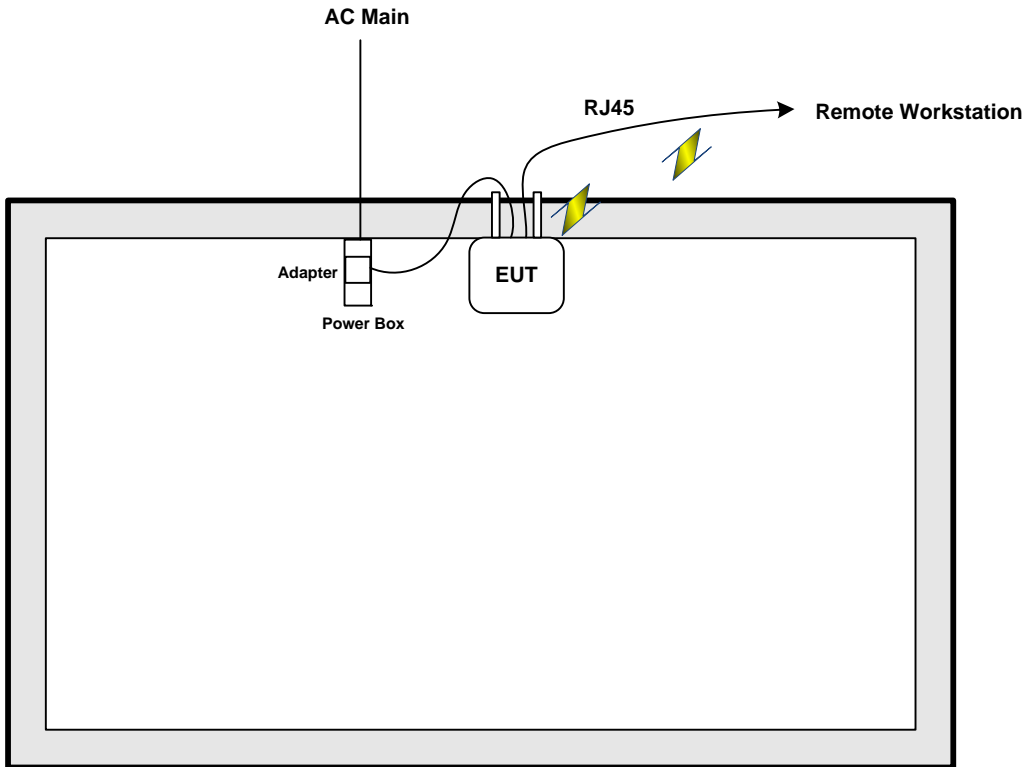 AC Main
RJ45
Remote Workstation
Adapter
EUT
Power Box